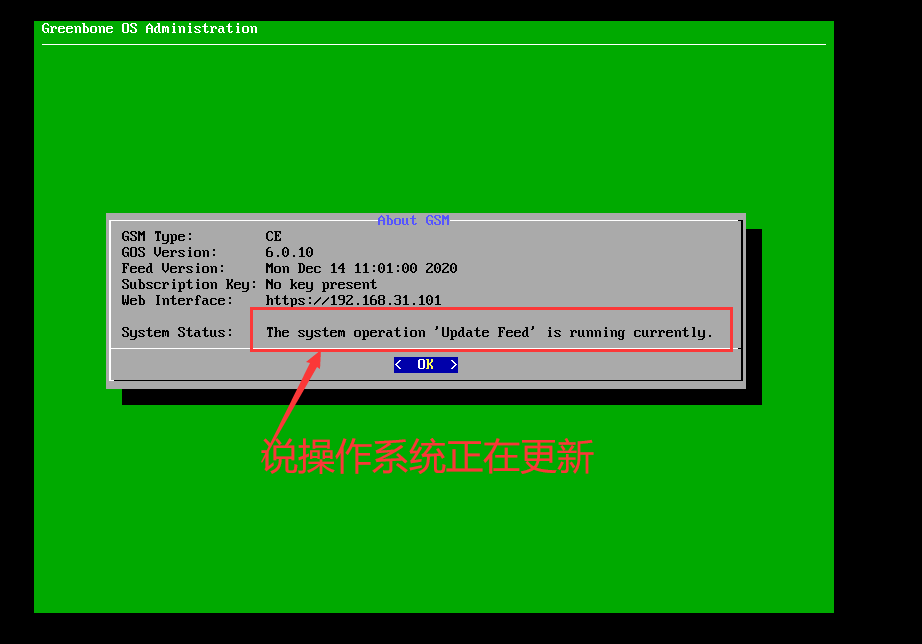 Greenbone OS Administration
About GSM
GSM Type: CE
GOS Version: 6.0.10
Feed Version: Mon Dec 14 11:01:00 2020
Subscription Key: No key present
Web Interface: https://192.168.31.101
System Status: The system operation 'Update Feed' is running currently.
< OK >
说操作系统正在更新